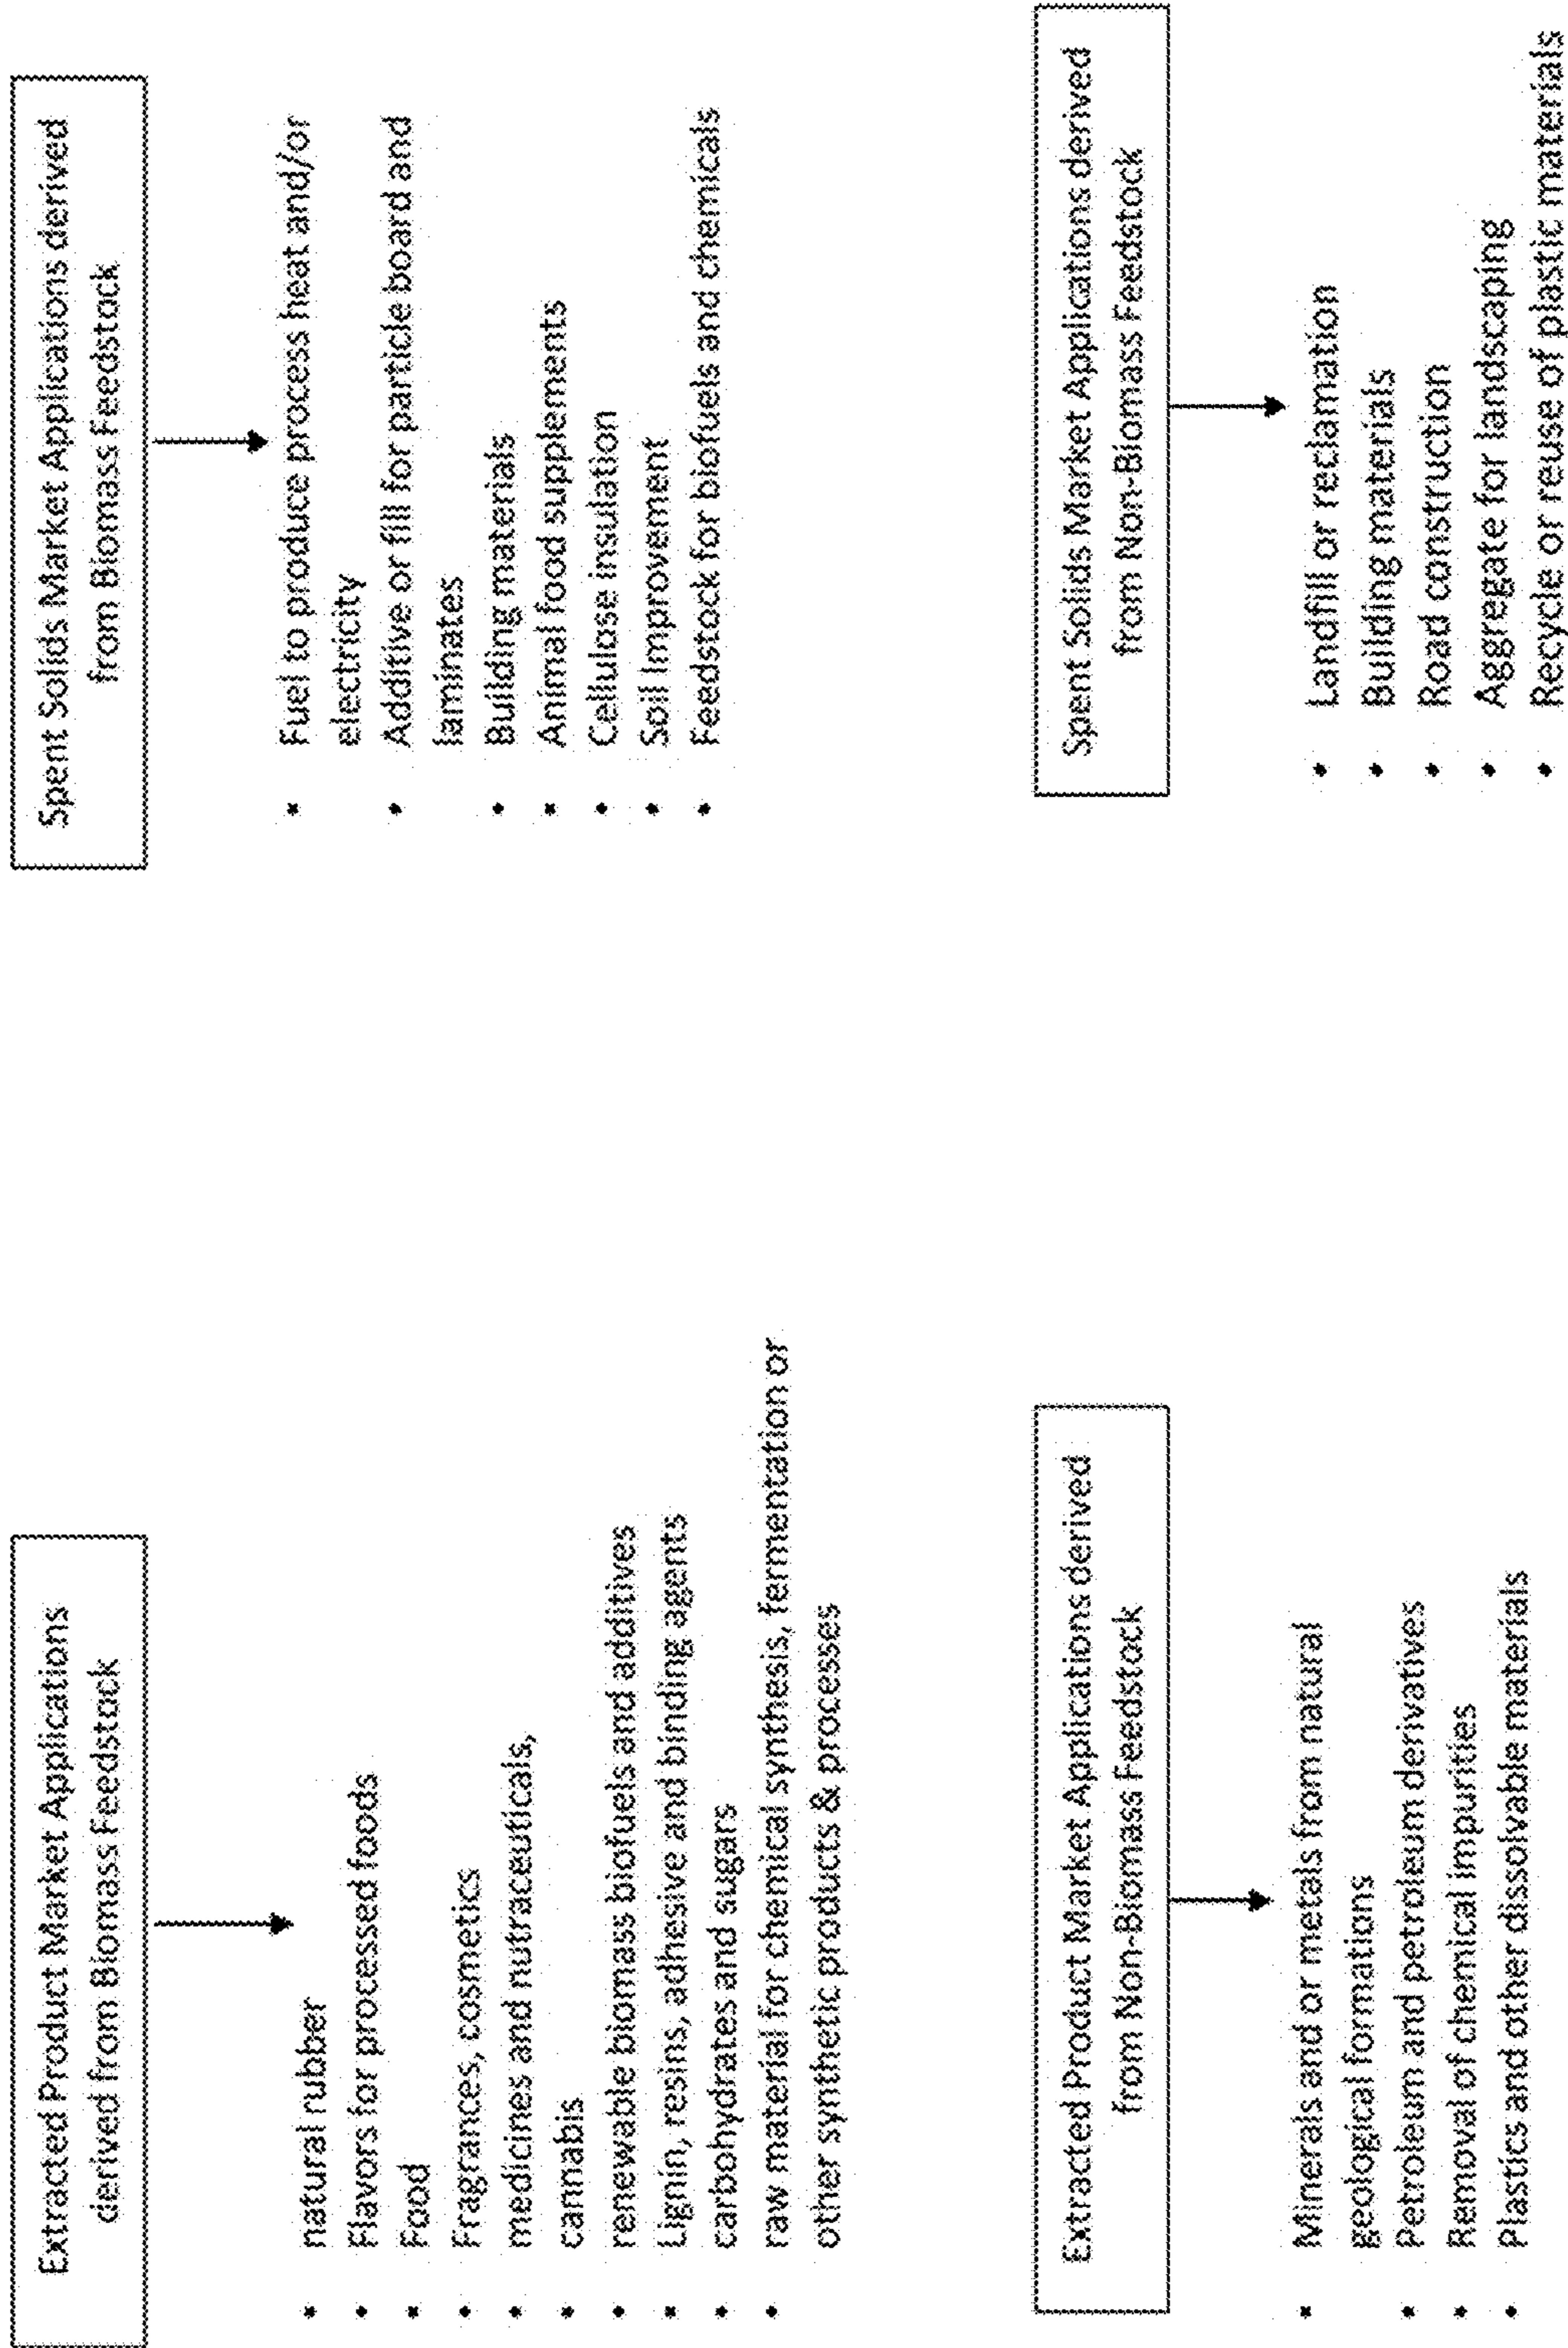 Extracted Product Market Applications
derived from Biomass Feedstock
• natural rubber
• Flavors for processed foods
• Food
• Fragrances, cosmetics
• medicines and nutraceuticals,
• cannabis
• renewable biomass biofuels and additives
• Lignin, resins, adhesive and binding agents
• carbohydrates and sugars
• raw material for chemical synthesis, fermentation or
other synthetic products & processes
Spent Solids Market Applications derived
from Biomass Feedstock
• Fuel to produce process heat and/or
electricity
• Additive or fill for particle board and
laminates
• Building materials
• Animal food supplements
• Cellulose insulation
• Soil Improvement
• Feedstock for biofuels and chemicals
Extracted Product Market Applications derived
from Non-Biomass Feedstock
• Minerals and or metals from natural
geological formations
• Petroleum and petroleum derivatives
• Removal of chemical impurities
• Plastics and other dissolvable materials
Spent Solids Market Applications derived
from Non-Biomass Feedstock
• Landfill or reclamation
• Building materials
• Road construction
• Aggregate for landscaping
• Recycle or reuse of plastic materials